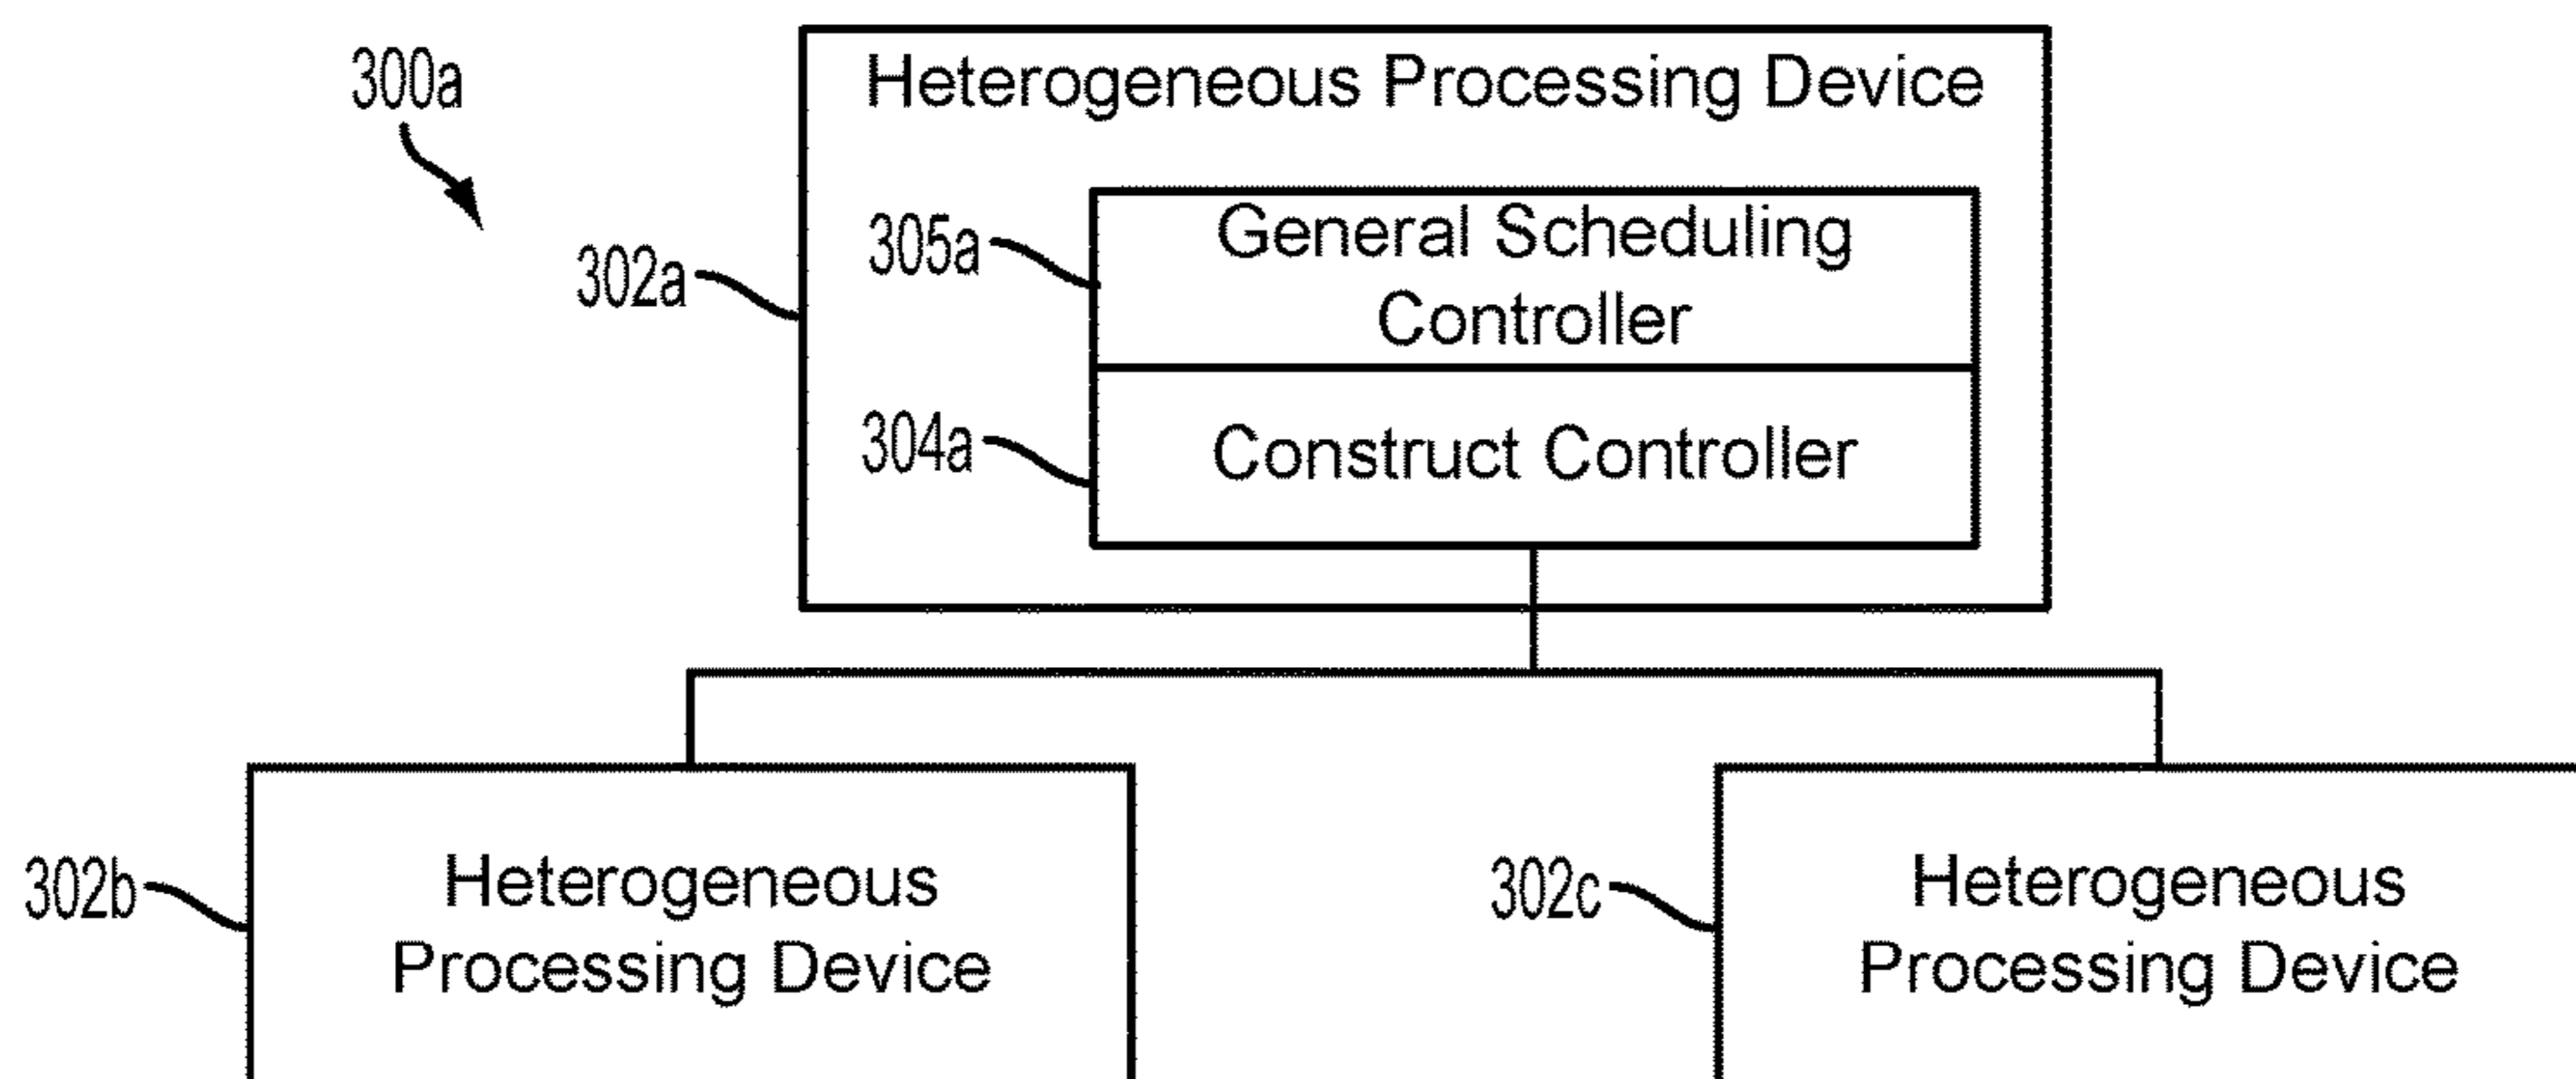 300a
Heterogeneous Processing Device
302a
305a
General Scheduling
Controller
304a
Construct Controller
302b
Heterogeneous
Processing Device
302c
Heterogeneous
Processing Device